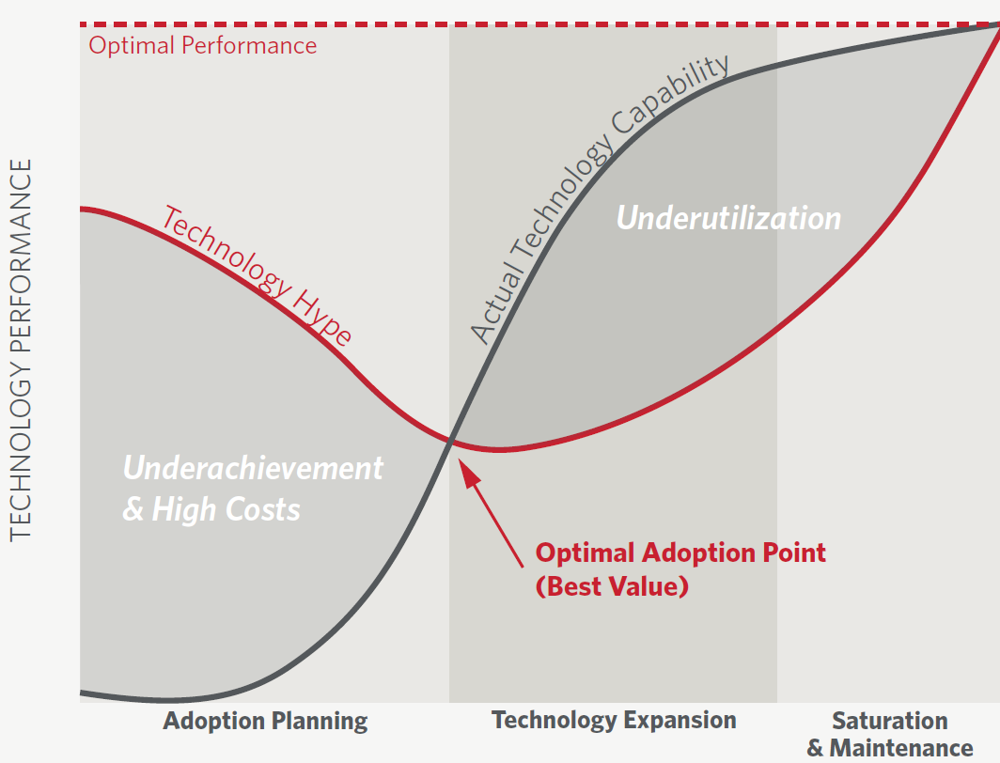 Optimal Performance
TECHNOLOGY PERFORMANCE
Technology Hype
Actual Technology Capability
Underutilization
Underachievement
& High Costs
Optimal Adoption Point
(Best Value)
Adoption Planning
Technology Expansion
Saturation
& Maintenance